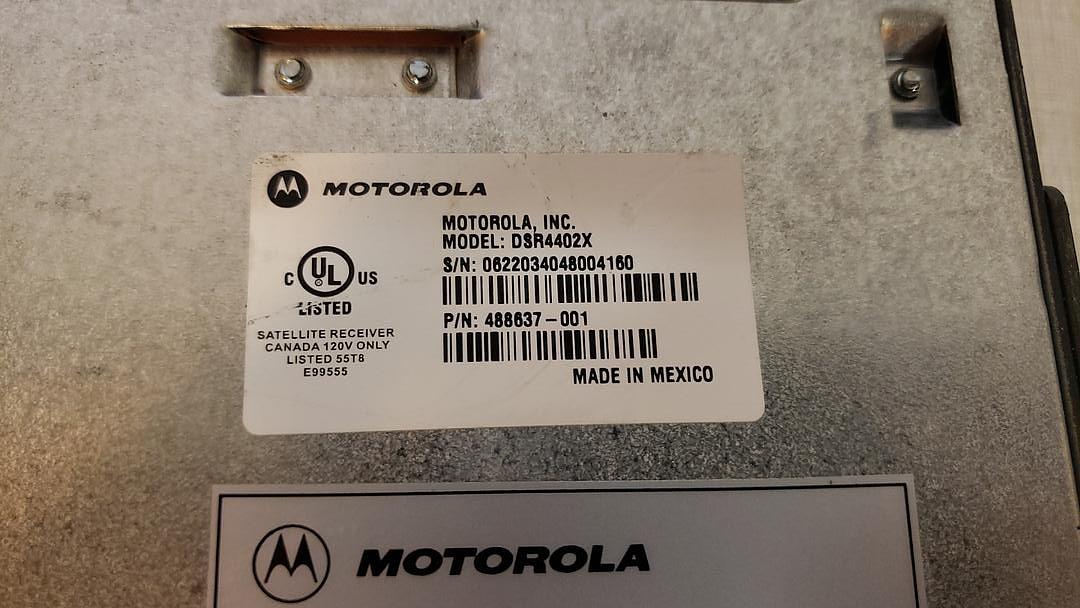 MOTOROLA
MOTOROLA, INC.
MODEL: DSR4402X
S/N: 0622034048004160
P/N: 488637-001
MADE IN MEXICO
C UL US
LISTED
SATELLITE RECEIVER
CANADA 120V ONLY
LISTED 55T8
E99555
MOTOROLA